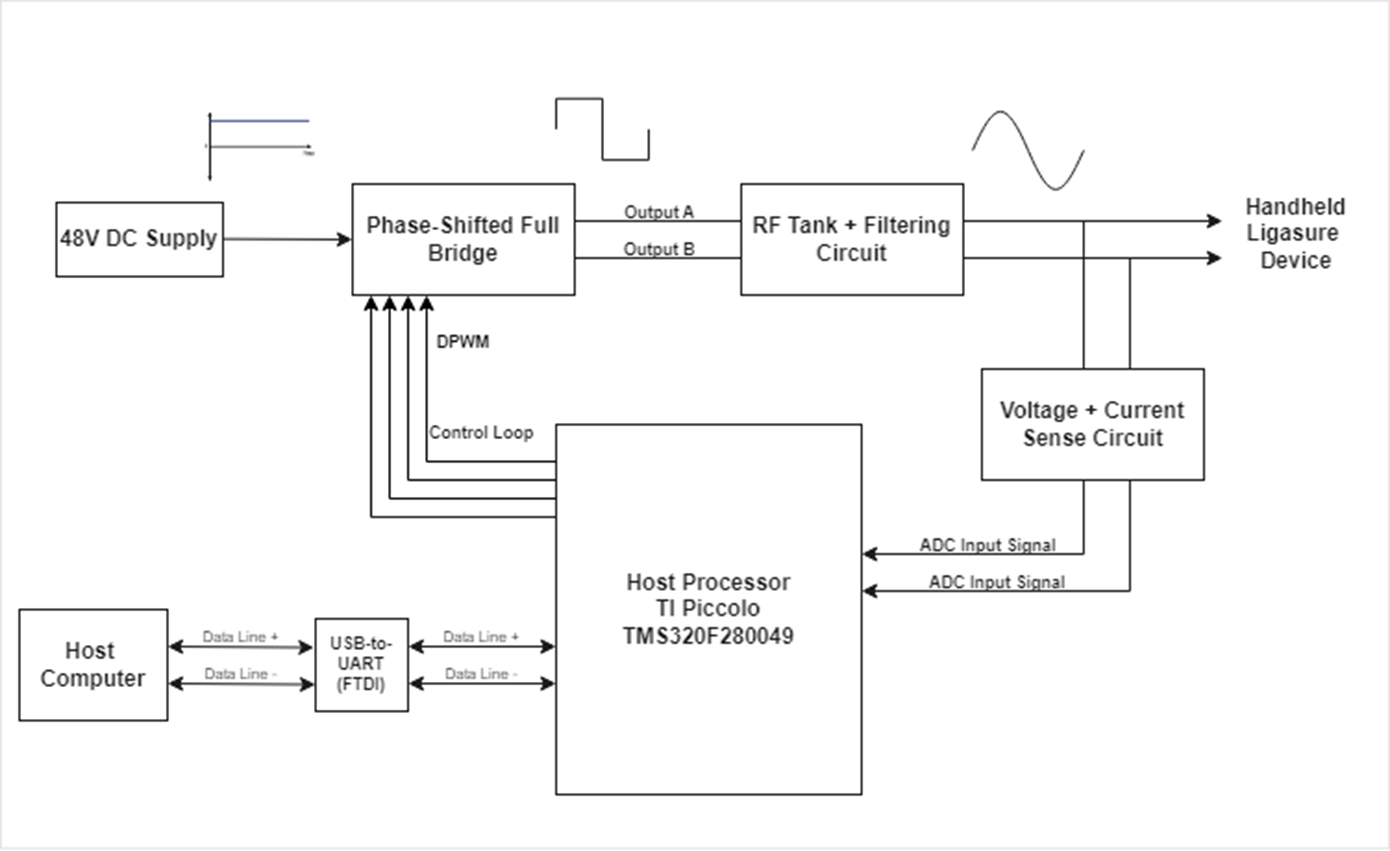 48V DC Supply
Phase-Shifted Full
Bridge
Output A
Output B
RF Tank + Filtering
Circuit
Handheld
Ligasure
Device
DPWM
Control Loop
Voltage + Current
Sense Circuit
ADC Input Signal
ADC Input Signal
Host Processor
TI Piccolo
TMS320F280049
Host
Computer
Data Line +
Data Line -
USB-to-
UART
(FTDI)
Data Line +
Data Line -